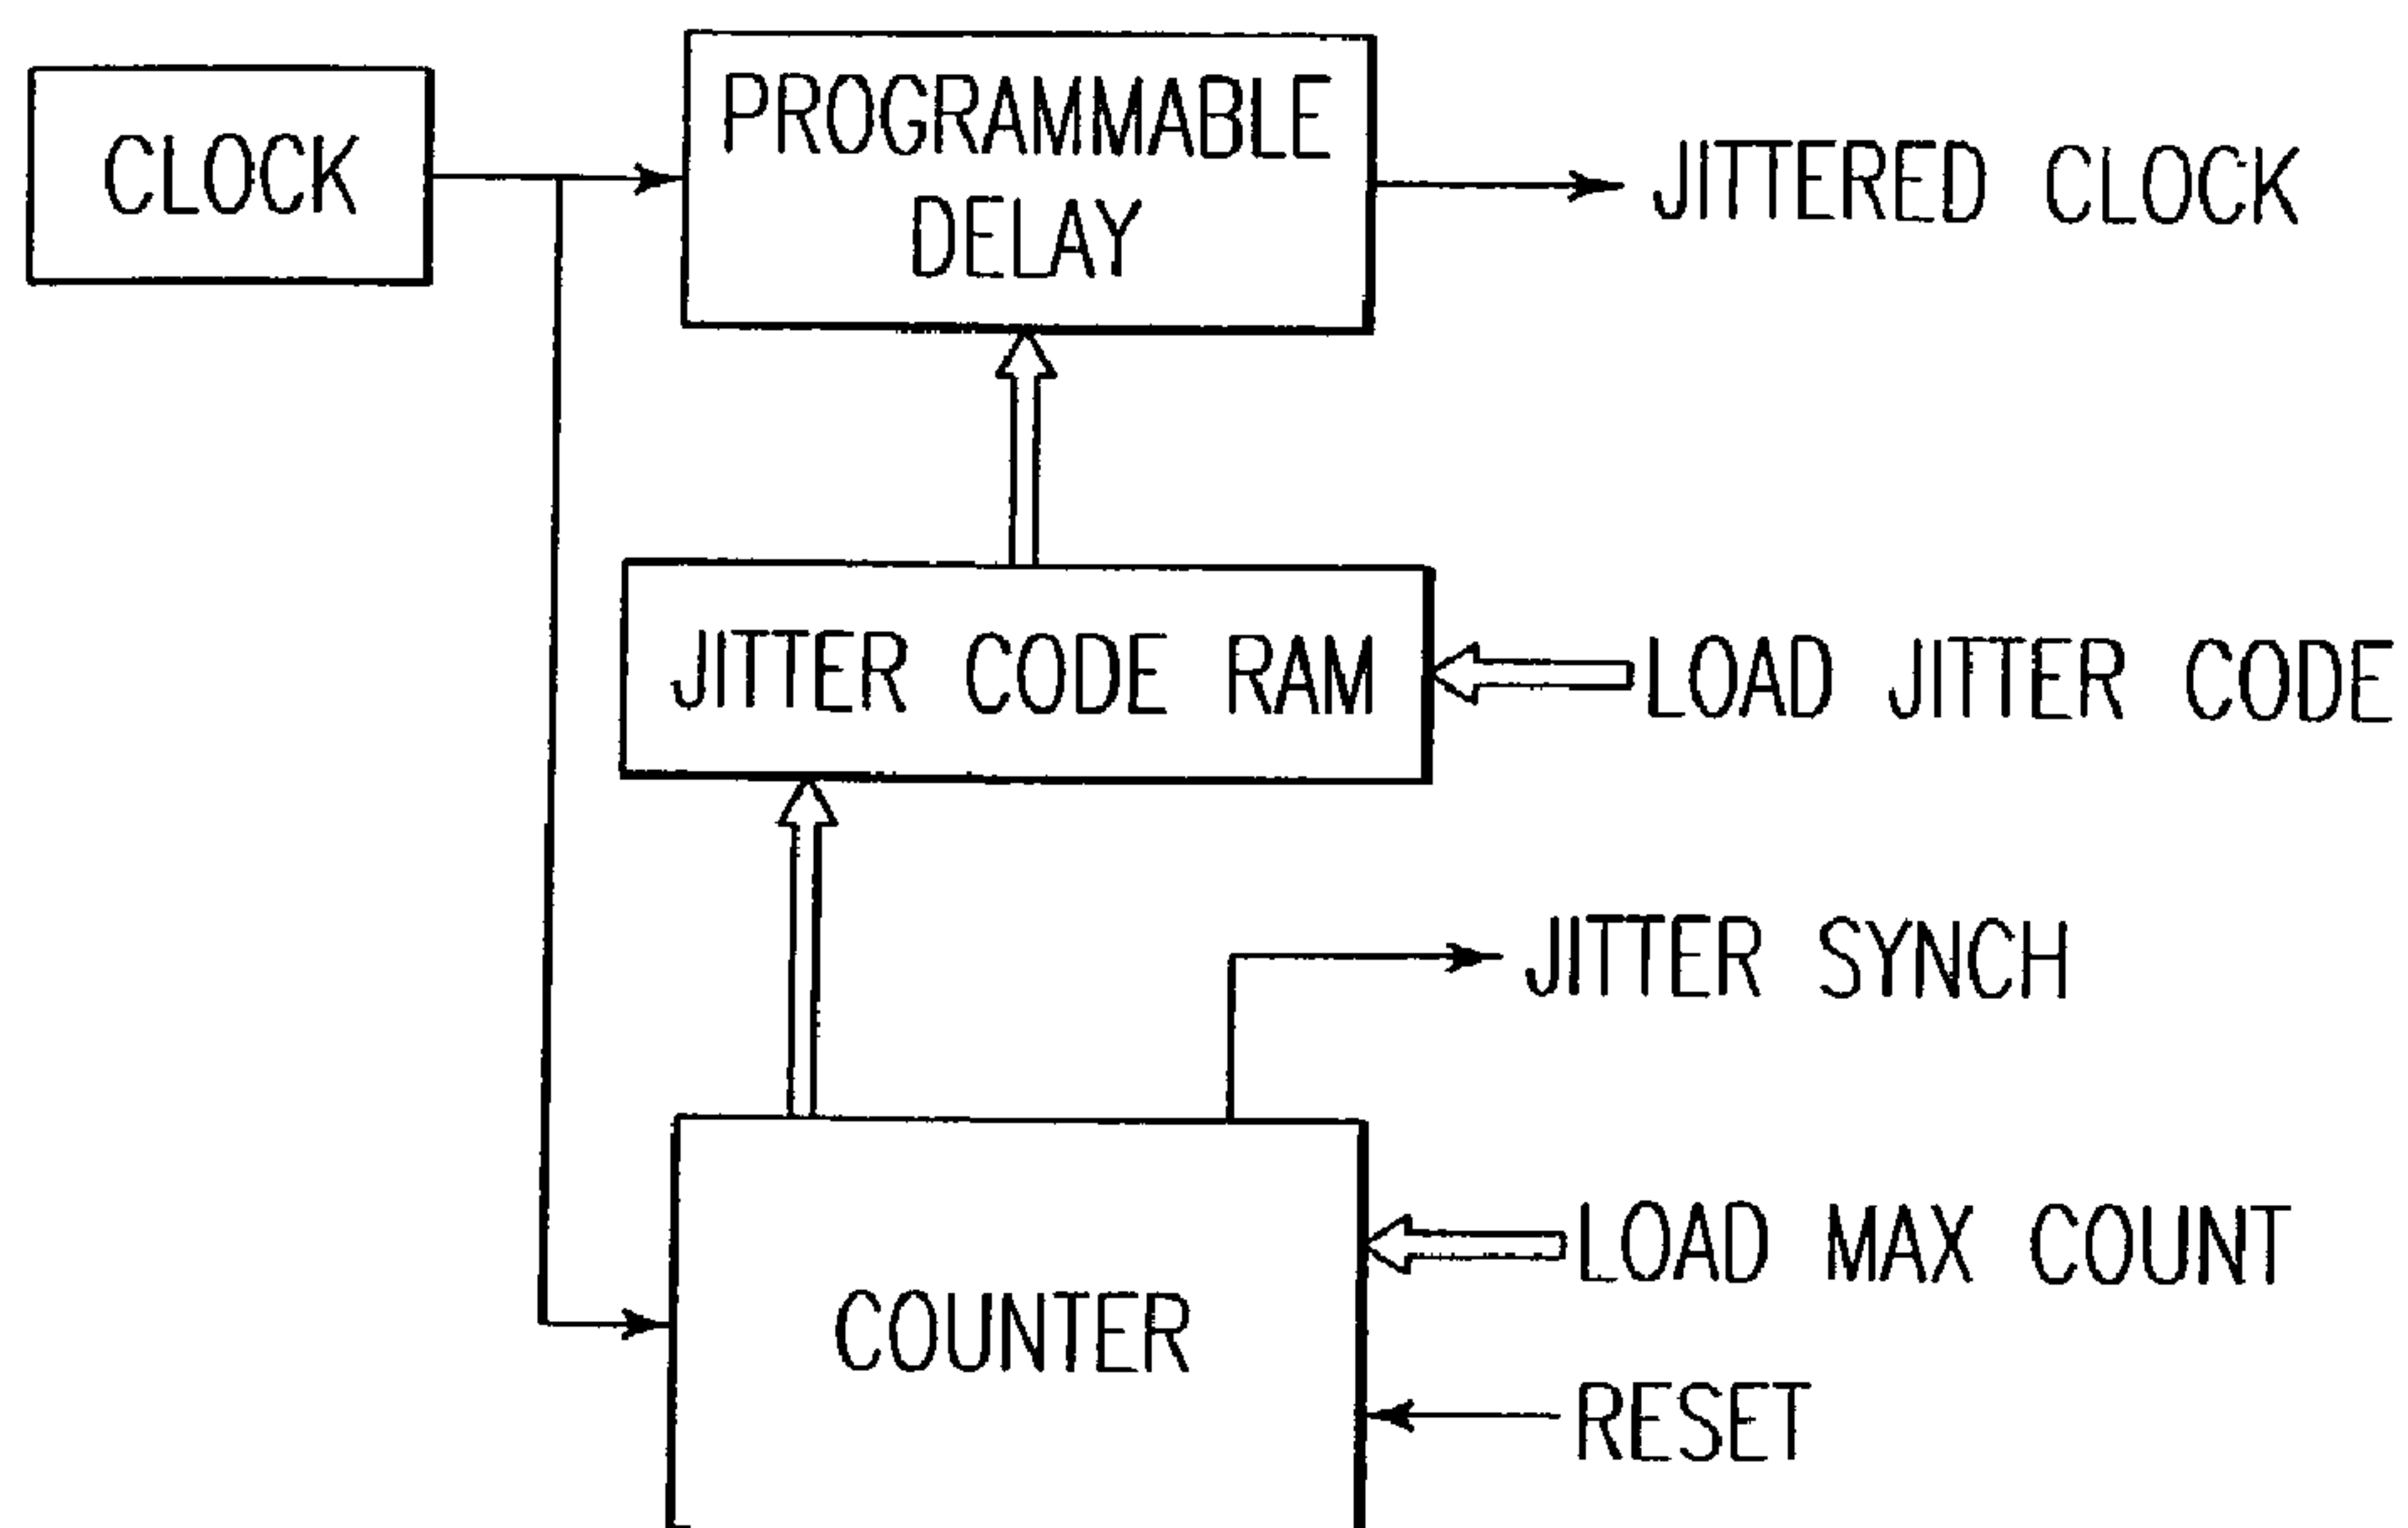 CLOCK
PROGRAMMABLE
DELAY
JITTERED CLOCK
JITTER CODE RAM
LOAD JITTER CODE
JITTER SYNCH
LOAD MAX COUNT
COUNTER
RESET